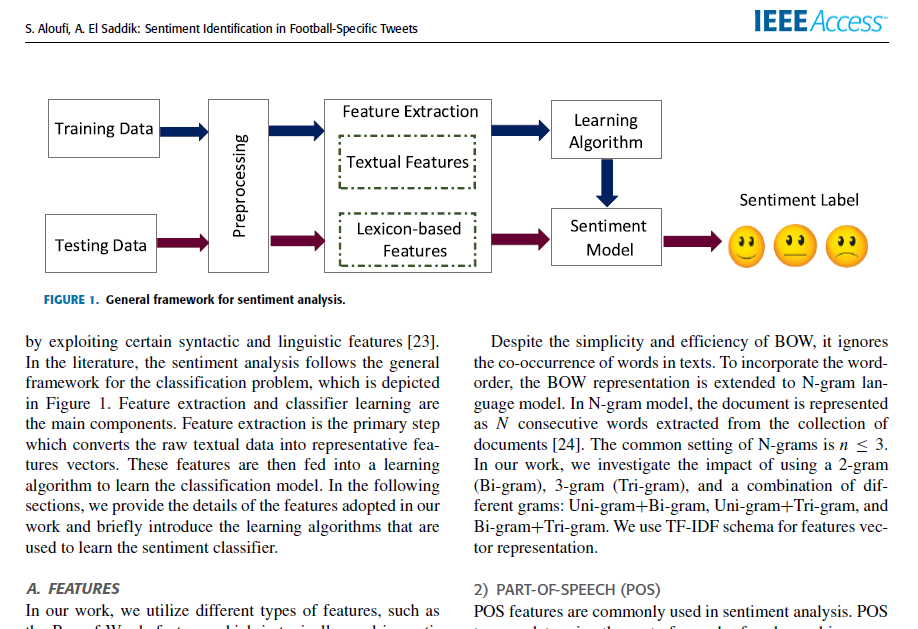 S. Aloufi, A. El Saddik: Sentiment Identification in Football-Specific Tweets
IEEE Access
Training Data
Testing Data
Preprocessing
Feature Extraction
Textual Features
Lexicon-based
Features
Learning
Algorithm
Sentiment
Model
Sentiment Label
FIGURE 1. General framework for sentiment analysis.
by exploiting certain syntactic and linguistic features [23].
In the literature, the sentiment analysis follows the general
framework for the classification problem, which is depicted
in Figure 1. Feature extraction and classifier learning are
the main components. Feature extraction is the primary step
which converts the raw textual data into representative fea-
tures vectors. These features are then fed into a learning
algorithm to learn the classification model. In the following
sections, we provide the details of the features adopted in our
work and briefly introduce the learning algorithms that are
used to learn the sentiment classifier.
A. FEATURES
In our work, we utilize different types of features, such as
Despite the simplicity and efficiency of BOW, it ignores
the co-occurrence of words in texts. To incorporate the word-
order, the BOW representation is extended to N-gram lan-
guage model. In N-gram model, the document is represented
as N consecutive words extracted from the collection of
documents [24]. The common setting of N-grams is n ≤ 3.
In our work, we investigate the impact of using a 2-gram
(Bi-gram), 3-gram (Tri-gram), and a combination of dif-
ferent grams: Uni-gram+Bi-gram, Uni-gram+Tri-gram, and
Bi-gram+Tri-gram. We use TF-IDF schema for features vec-
tor representation.
2) PART-OF-SPEECH (POS)
POS features are commonly used in sentiment analysis. POS